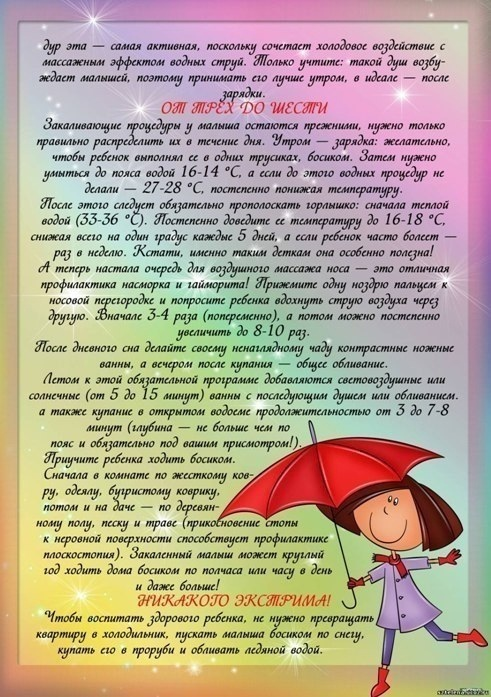 дур эта — самая активная, поскольку сочетает холодовое воздействие с
массажным эффектом водных струй. Только учтите: такой душ возбу-
ждает малышей, поэтому принимать его лучше утром, в идеале — после
зарядки.
ОТ ТРЕХ ДО ШЕСТИ
Закаливающие процедуры у малыша остаются прежними, нужно только
правильно распределить их в течение дня. Утром — зарядка: желательно,
чтобы ребенок выполнял ее в одних трусиках, босиком. Затем нужно
умыться до пояса водой 16-14 °С, а если до этого водных процедур не
делали — 27-28 °С, постепенно понижая температуру.
После этого следует обязательно прополоскать горлышко: сначала теплой
водой (33-36 °С). Постепенно доведите ее температуру до 16-18 °С,
снижая всего на один градус каждые 5 дней, а если ребенок часто болеет —
раз в неделю. Кстати, именно таким деткам она особенно полезна!
А теперь настала очередь для воздушного массажа носа — это отличная
профилактика насморка и гайморита! Прижмите одну ноздрю пальцем к
носовой перегородке и попросите ребенка вдохнуть струю воздуха через
другую. Вначале 3-4 раза (попеременно), а потом можно постепенно
увеличить до 8-10 раз.
После дневного сна делайте своему ненаглядному чаду контрастные ножные
ванны, а вечером после купания — общее обливание.
Летом к этой обязательной программе добавляются световоздушные или
солнечные (от 5 до 15 минут) ванны с последующим душем или обливанием.
а также купание в открытом водоеме продолжительностью от 3 до 7-8
минут (глубина — не больше чем по
пояс и обязательно под вашим присмотром!).
Приучите ребенка ходить босиком.
Сначала в комнате по жесткому ков-
ру, одеялу, бугристому коврику,
потом и на даче — по деревян-
ному полу, песку и траве (прикосновение стопы
к неровной поверхности способствует профилактике
плоскостопия). Закаленный малыш может круглый
год ходить дома босиком по полчаса или часу в день
и даже больше!
НИКАКОГО ЭКСТРИМА!
Чтобы воспитать здорового ребенка, не нужно превращать
квартиру в холодильник, пускать малыша босиком по снегу,
купать его в проруби и обливать ледяной водой.